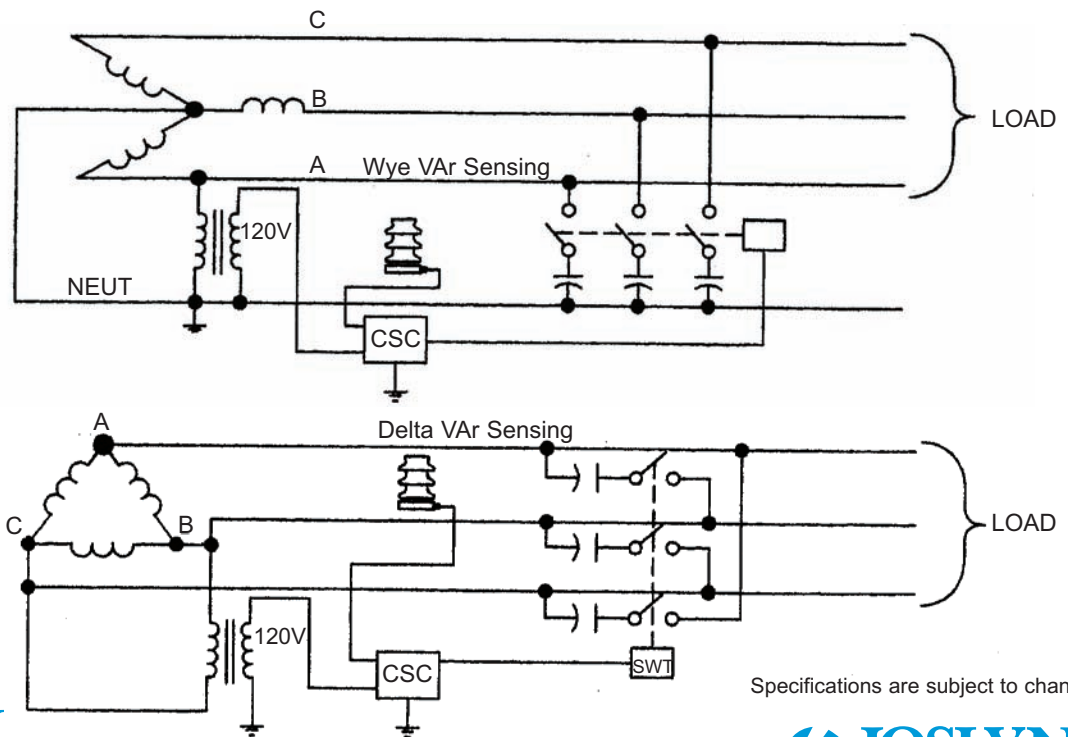 C
B
LOAD
A
Wye VAr Sensing
120V
NEUT
CSC
A
Delta VAr Sensing
C
B
LOAD
120V
CSC
SWT
Specifications are subject to chan
JOSLYN